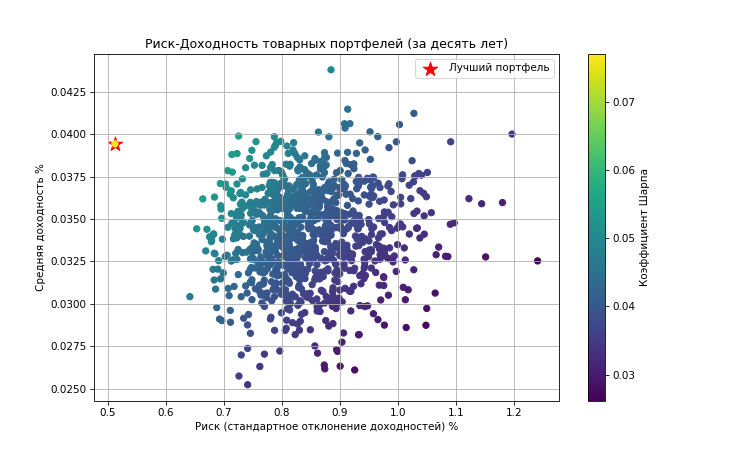 Риск-Доходность товарных портфелей (за десять лет)
Лучший портфель
0.0425
0.0400
0.0375
0.0350
0.0325
0.0300
0.0275
0.0250
Средняя доходность %
0.5 0.6 0.7 0.8 0.9 1.0 1.1 1.2
Риск (стандартное отклонение доходностей) %
0.07
0.06
0.05
0.04
0.03
Коэффициент Шарпа